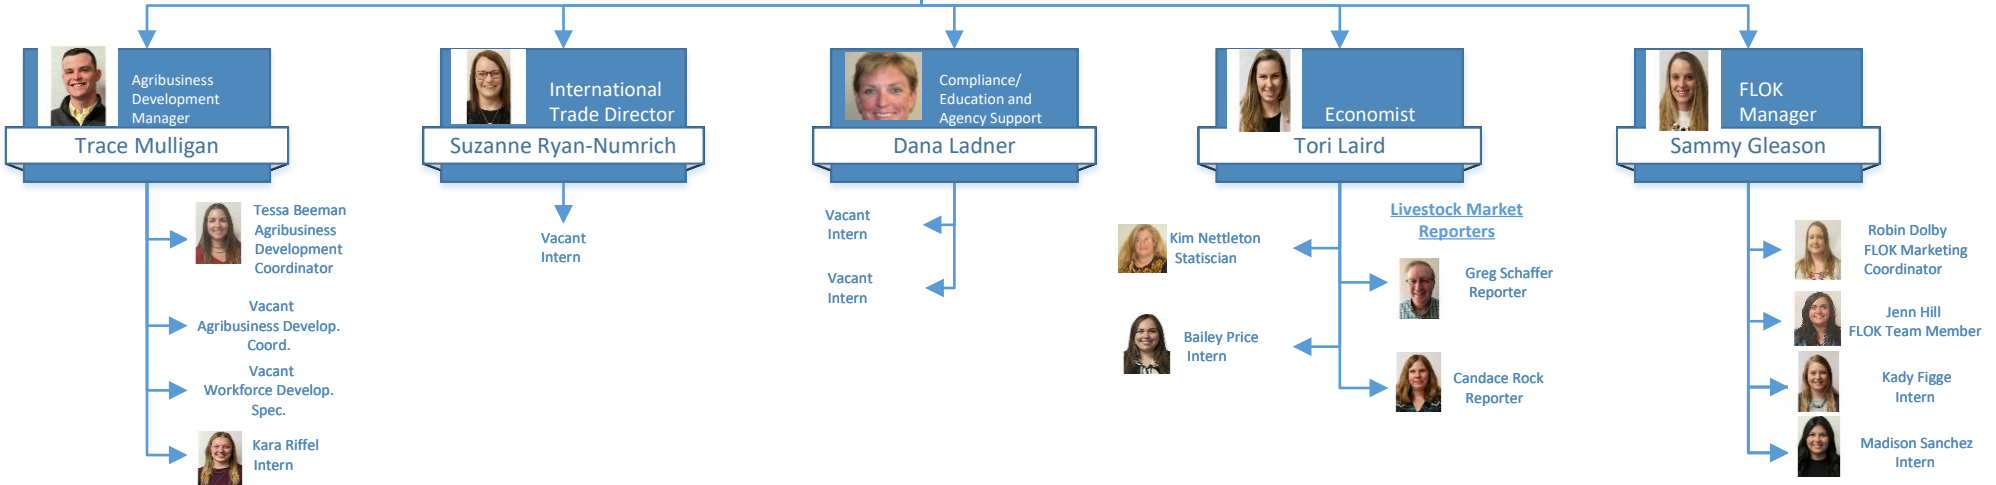 Agribusiness
Development
Manager
Trace Mulligan
Tessa Beeman
Agribusiness
Development
Coordinator
Vacant
Agribusiness Develop.
Coord.
Vacant
Workforce Develop.
Spec.
Kara Riffel
Intern
International
Trade Director
Suzanne Ryan-Numrich
Vacant
Intern
Compliance/
Education and
Agency Support
Dana Ladner
Vacant
Intern
Vacant
Intern
Economist
Tori Laird
Kim Nettleton
Statiscian
Bailey Price
Intern
Livestock Market
Reporters
Greg Schaffer
Reporter
Candace Rock
Reporter
FLOK
Manager
Sammy Gleason
Robin Dolby
FLOK Marketing
Coordinator
Jenn Hill
FLOK Team Member
Kady Figge
Intern
Madison Sanchez
Intern